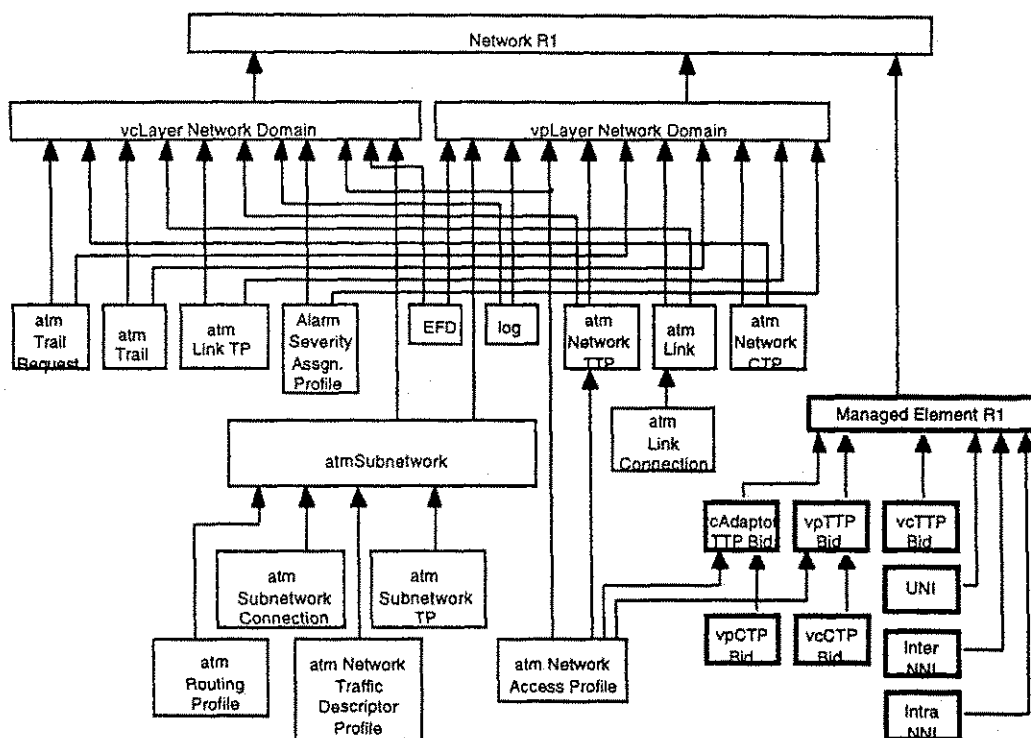 Network R1
vcLayer Network Domain
vpLayer Network Domain
atm
Trail
Request
atm
Trail
atm
Link TP
Alarm
Severity
Assgn.
Profile
EFD
log
atm
Network
TTP
atm
Link
atm
Network
CTP
atmSubnetwork
atm
Link
Connection
Managed Element R1
cAdaptor
TTP Bid
vpTTP
Bid
vcTTP
Bid
UNI
Inter
NNI
Intra
NNI
vpCTP
Bid
vcCTP
Bid
atm
Subnetwork
Connection
atm
Subnetwork
TP
atm
Routing
Profile
atm Network
Traffic
Descriptor
Profile
atm Network
Access Profile